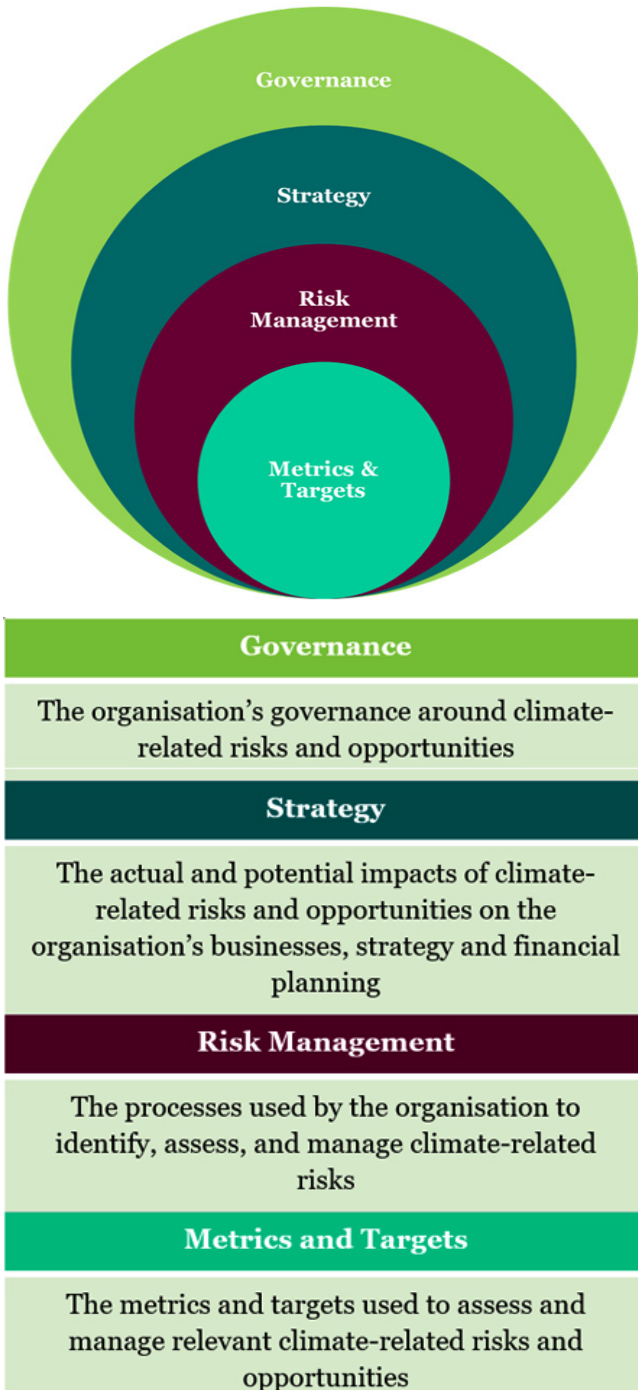 Governance
Strategy
Risk
Management
Metrics &
Targets
Governance
The organisation’s governance around climate-
related risks and opportunities
Strategy
The actual and potential impacts of climate-
related risks and opportunities on the
organisation’s businesses, strategy and financial
planning
Risk Management
The processes used by the organisation to
identify, assess, and manage climate-related
risks
Metrics and Targets
The metrics and targets used to assess and
manage relevant climate-related risks and
opportunities